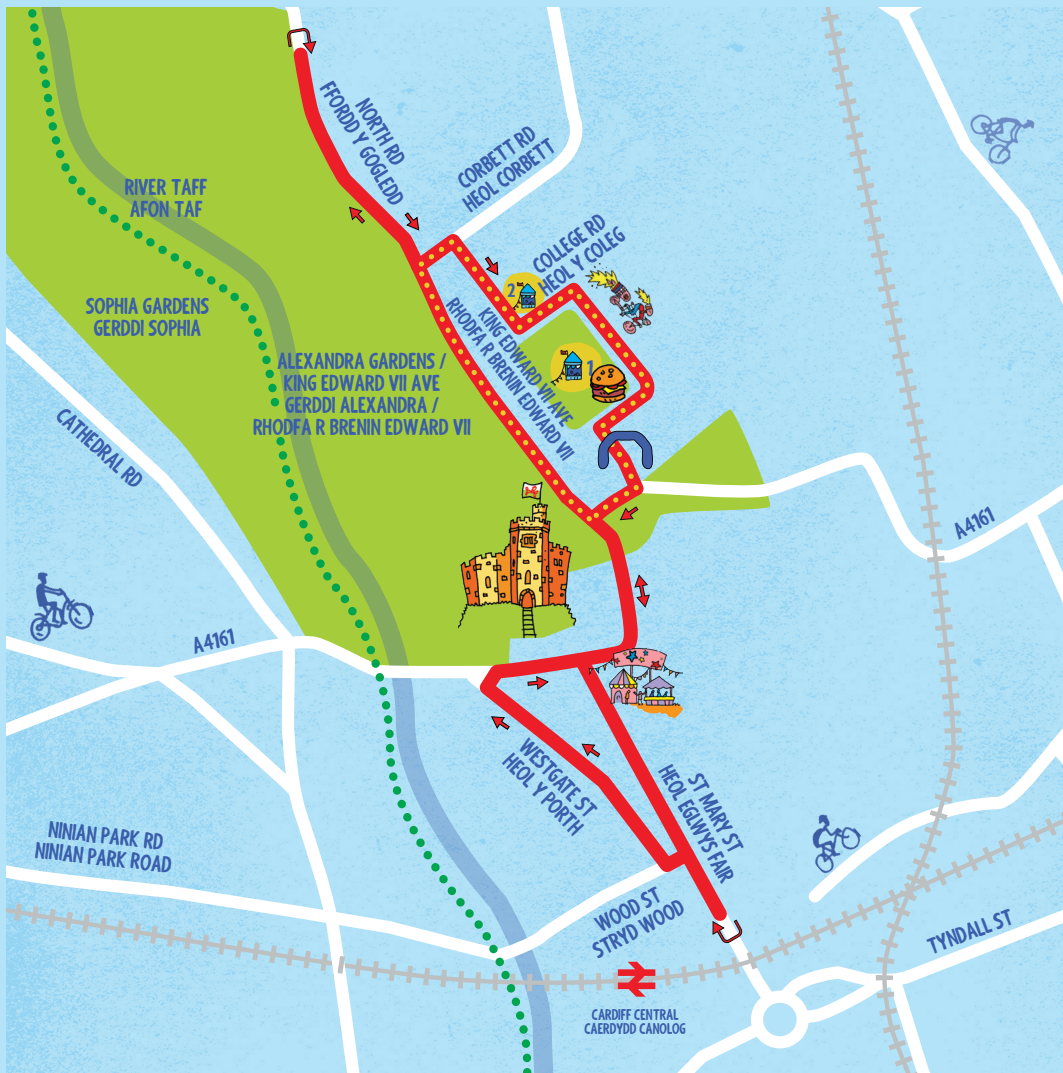 NORTH RD
FFORDD Y GOGLEDD
CORBETT RD
HEOL CORBETT
RIVER TAFF
AFON TAF
COLLEGE RD
HEOL Y COLEG
2
SOPHIA GARDENS
GERDDI SOPHIA
KING EDWARD VII AVE
RHODFA R BRENIN EDWARD VII
1
ALEXANDRA GARDENS /
KING EDWARD VII AVE
GERDDI ALEXANDRA /
RHODFA R BRENIN EDWARD VII
CATHEDRAL RD
A4161
A4161
WESTGATE ST
HEOL Y PORTH
ST MARY ST
HEOL EGLWYS FAIR
NINIAN PARK RD
NINIAN PARK ROAD
WOOD ST
STRYD WOOD
TYNDALL ST
CARDIFF CENTRAL
CAERDYDD CANOLOG